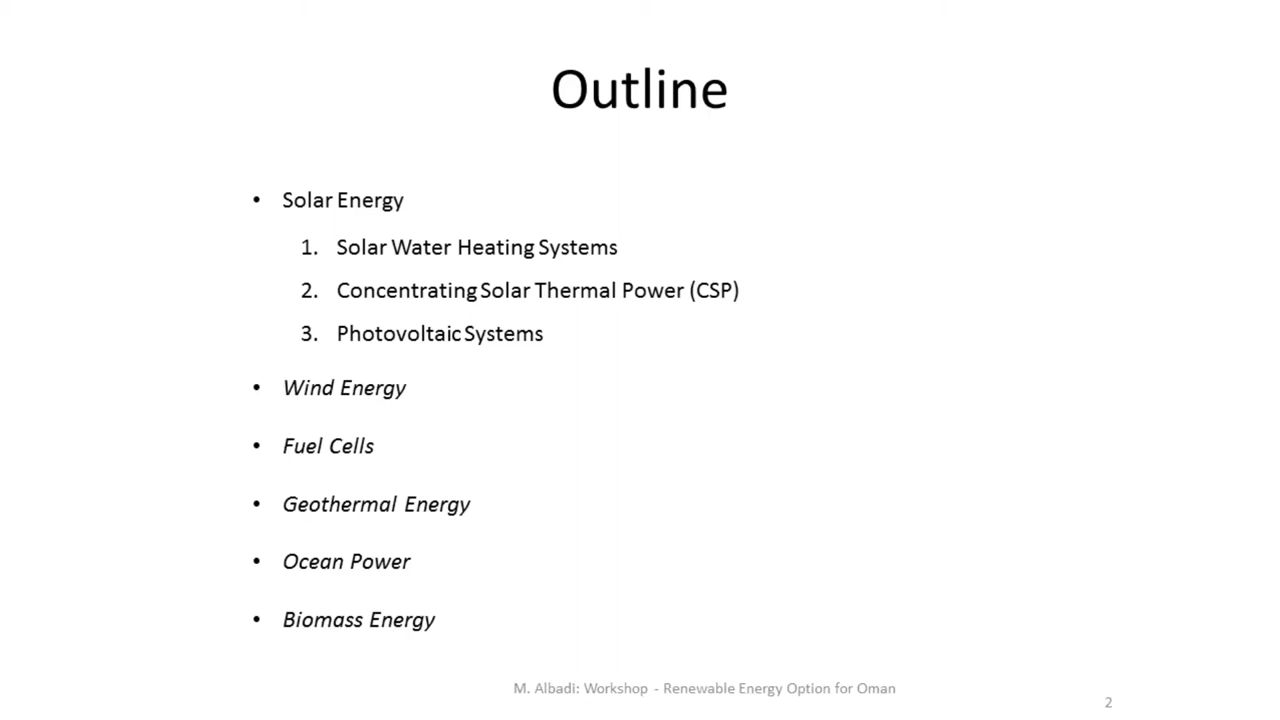 Outline
• Solar Energy
1. Solar Water Heating Systems
2. Concentrating Solar Thermal Power (CSP)
3. Photovoltaic Systems
• Wind Energy
• Fuel Cells
• Geothermal Energy
• Ocean Power
• Biomass Energy
M. Albadi: Workshop - Renewable Energy Option for Oman
2